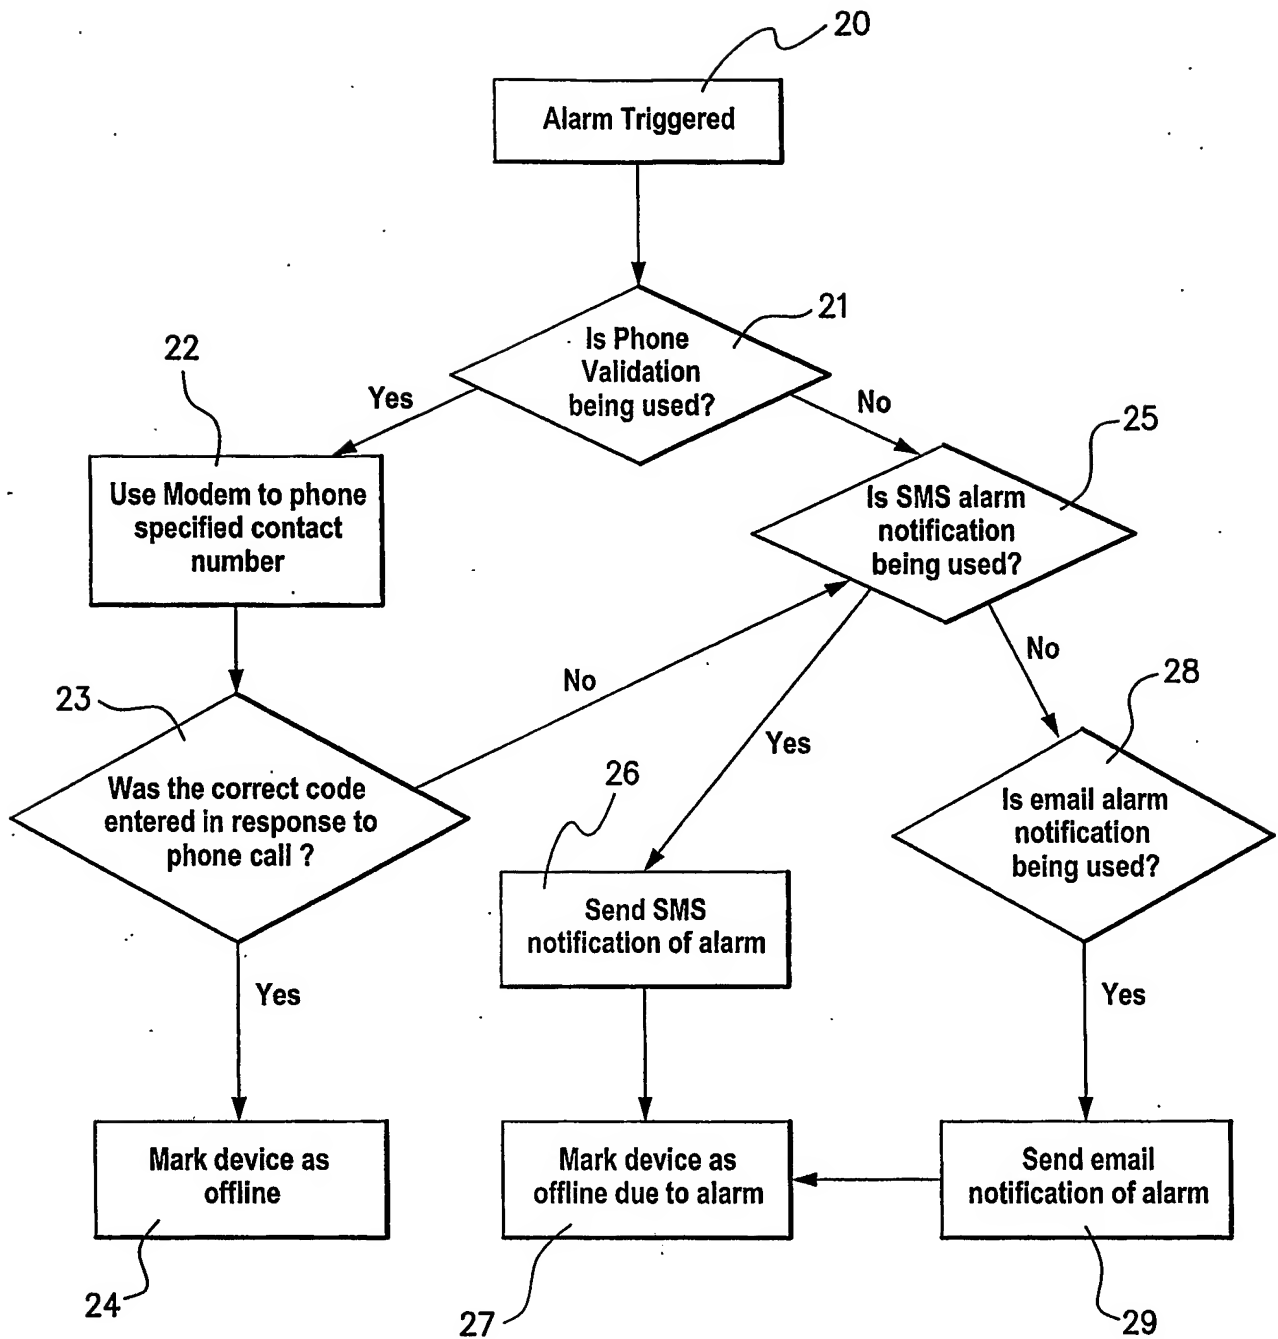 20
Alarm Triggered
21
Is Phone
Validation
being used?
22
Yes
No
25
Use Modem to phone
specified contact
number
Is SMS alarm
notification
being used?
No
No
23
28
Yes
Was the correct code
entered in response to
phone call ?
26
Is email alarm
notification
being used?
Send SMS
notification of alarm
Yes
Yes
Mark device as
offline
Mark device as
offline due to alarm
Send email
notification of alarm
24
27
29